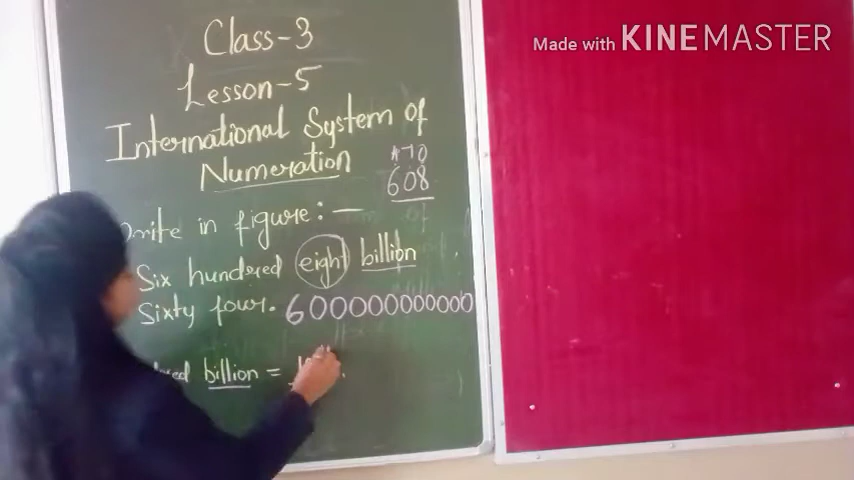 Made with KINEMASTER
Class-3
Lesson-5
International System of
Numeration
HTO
608
Write in figure:—
Six hundred eight billion
Sixty four. 600000000000
billion =